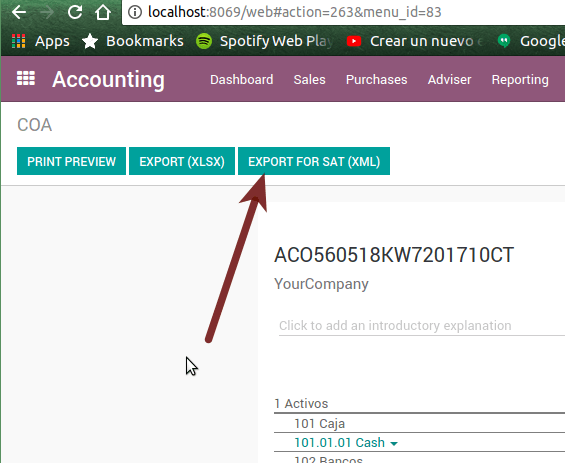 localhost:8069/web#action=263&menu_id=83
Apps Bookmarks Spotify Web Play Crear un nuevo e Google
Accounting Dashboard Sales Purchases Adviser Reporting
COA
PRINT PREVIEW EXPORT (XLSX) EXPORT FOR SAT (XML)
ACO560518KW7201710CT
YourCompany
Click to add an introductory explanation
1 Activos
101 Caja
101.01.01 Cash
102 Bancos